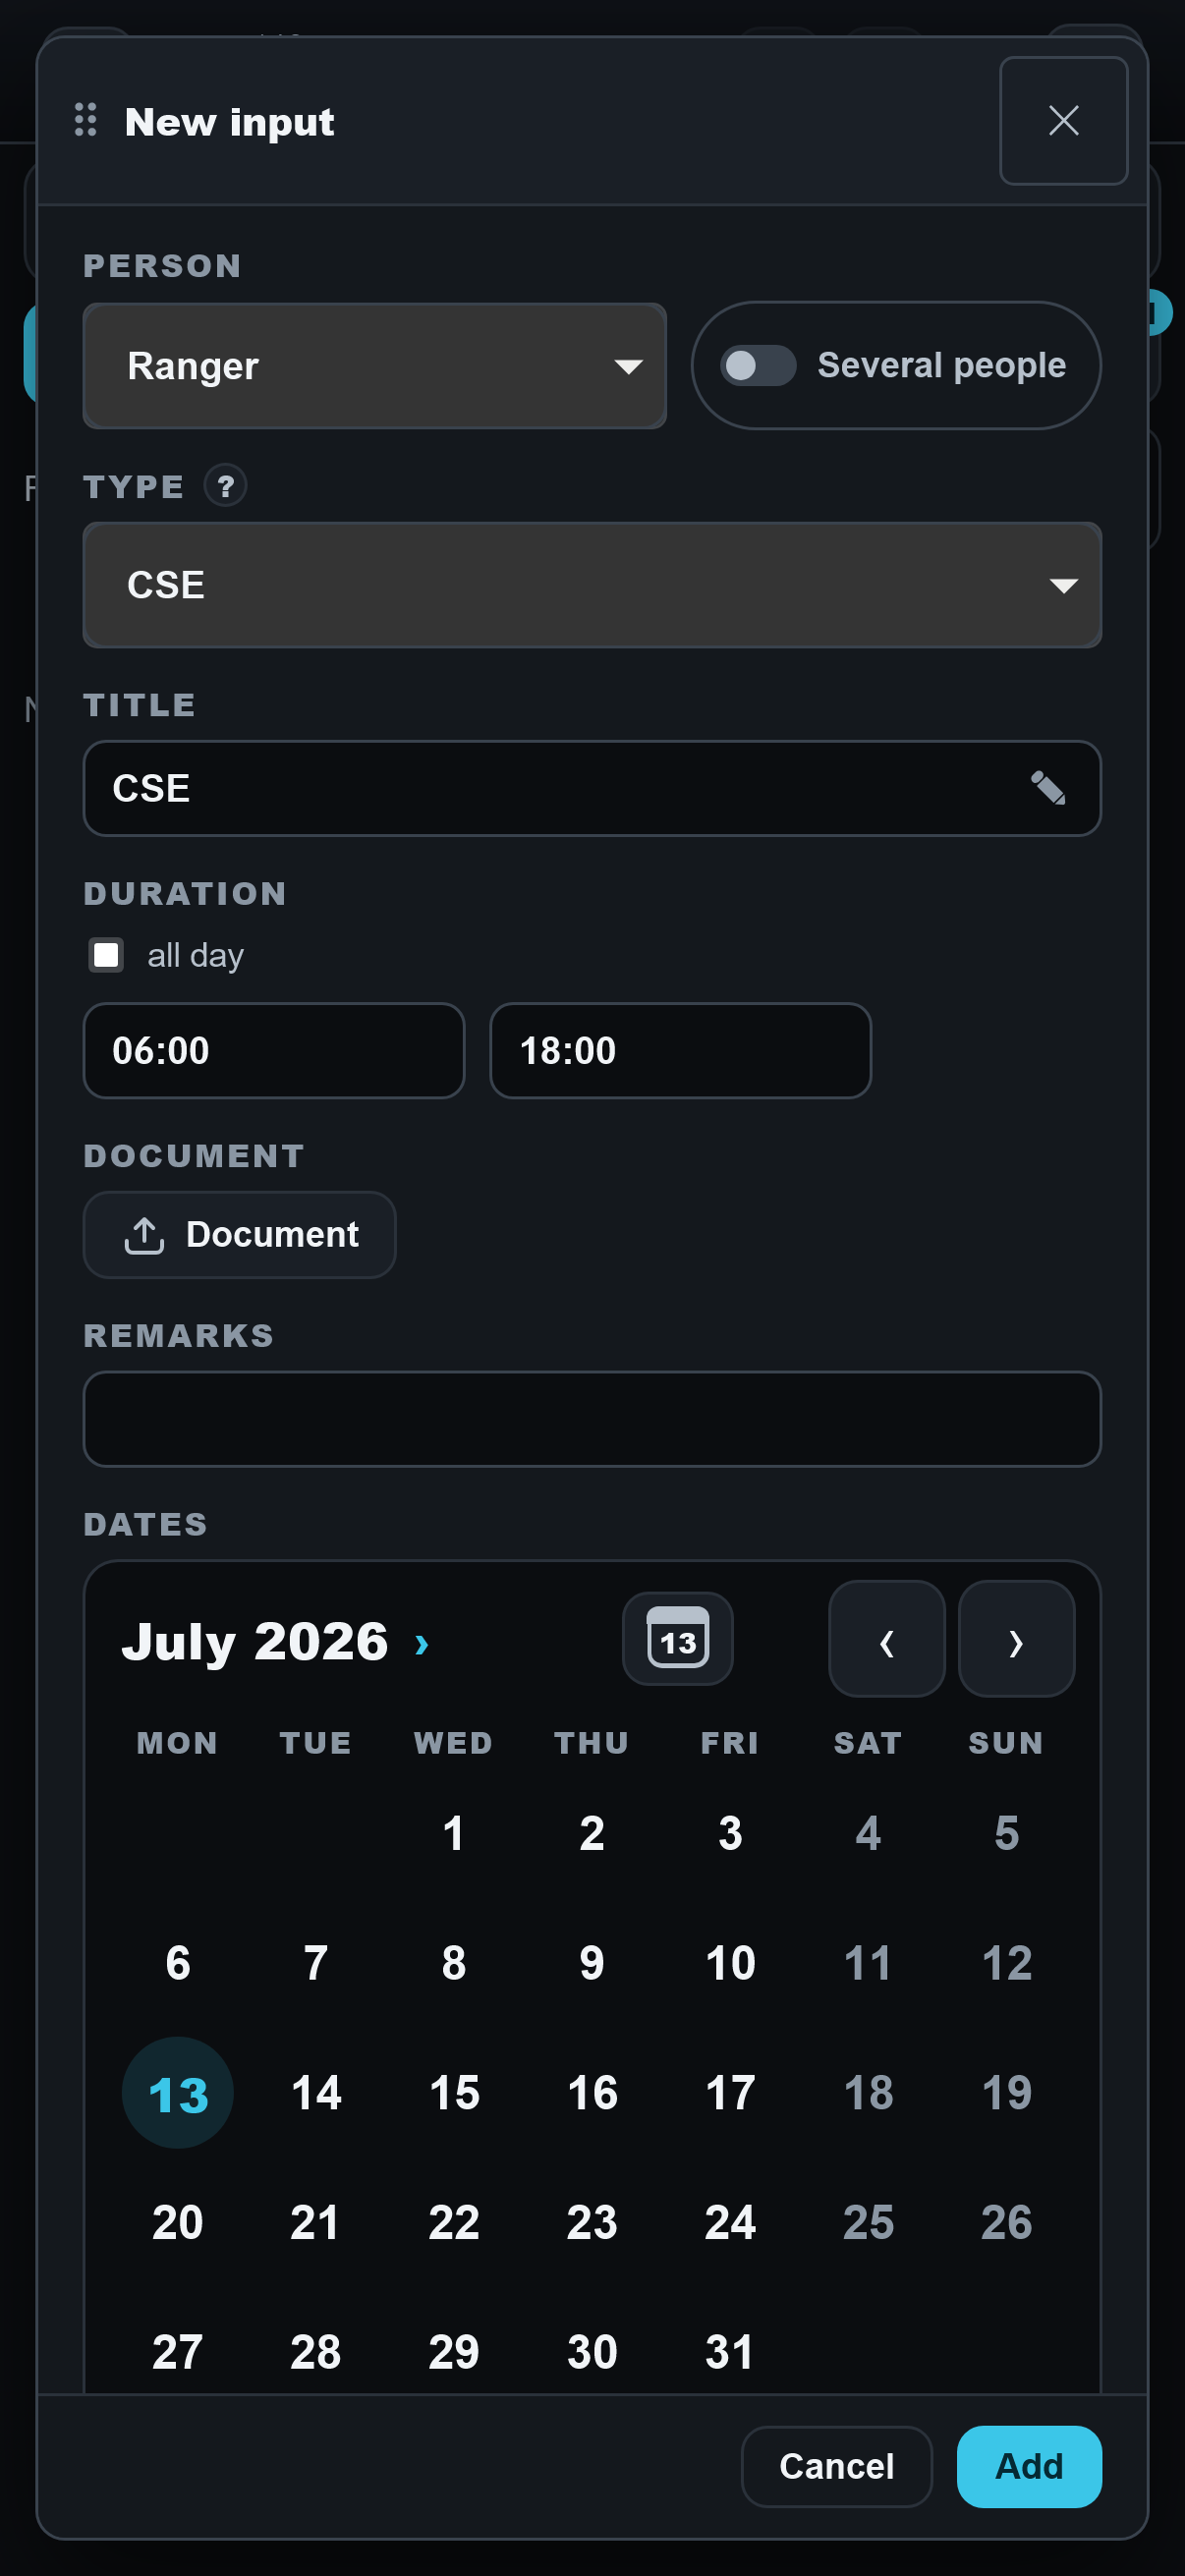 New input
PERSON
Ranger
Several people
TYPE ?
CSE
TITLE
CSE
DURATION
all day
06:00 18:00
DOCUMENT
Document
REMARKS
DATES
July 2026 › 13 ‹ ›
MON TUE WED THU FRI SAT SUN
1 2 3 4 5
6 7 8 9 10 11 12
13 14 15 16 17 18 19
20 21 22 23 24 25 26
27 28 29 30 31
Cancel Add